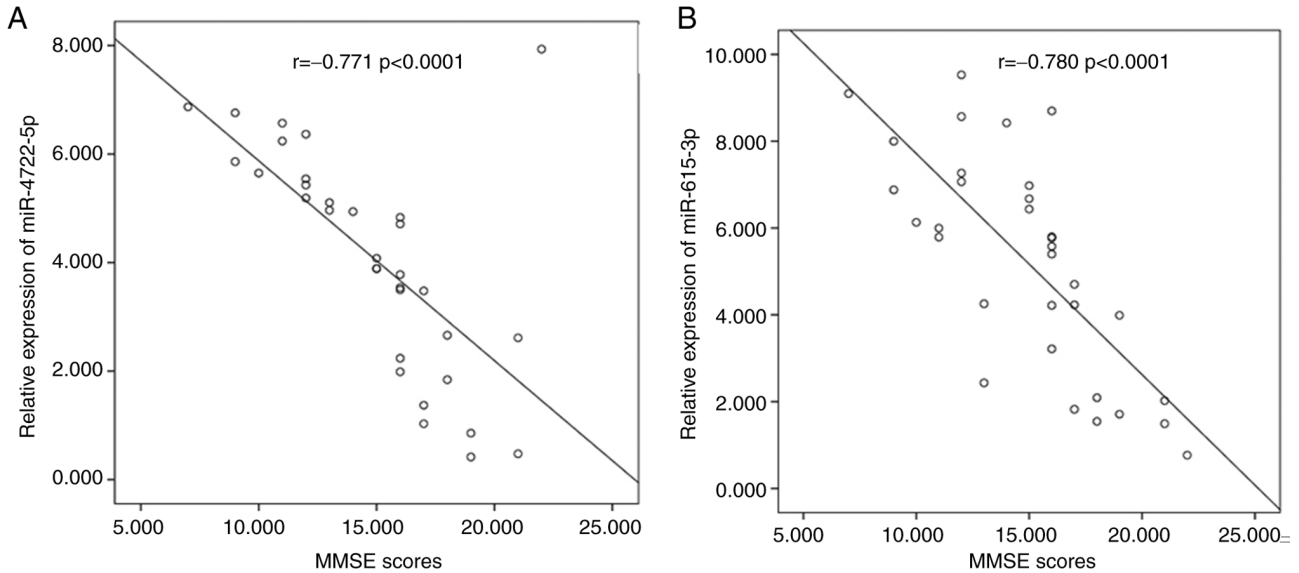 A
r=−0.771 p<0.0001
Relative expression of miR-4722-5p
8.000
6.000
4.000
2.000
0.000
5.000 10.000 15.000 20.000 25.000
MMSE scores
B
r=−0.780 p<0.0001
Relative expression of miR-615-3p
10.000
8.000
6.000
4.000
2.000
0.000
5.000 10.000 15.000 20.000 25.000
MMSE scores